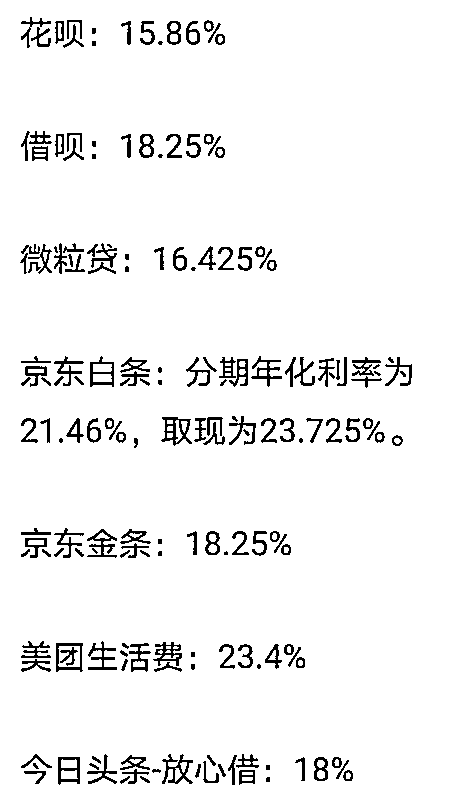 花呗：15.86%
借呗：18.25%
微粒贷：16.425%
京东白条：分期年化利率为
21.46%，取现为23.725%。
京东金条：18.25%
美团生活费：23.4%
今日头条-放心借：18%